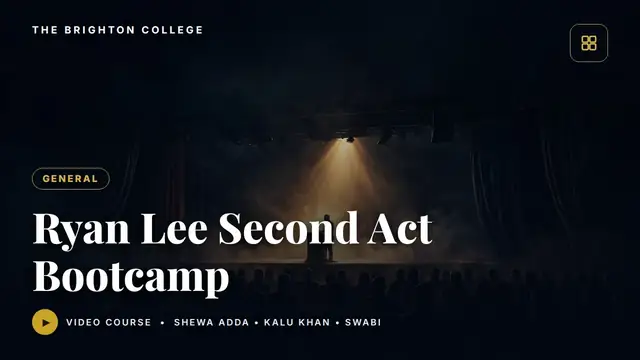 THE BRIGHTON COLLEGE
GENERAL
Ryan Lee Second Act
Bootcamp
VIDEO COURSE • SHEWA ADDA • KALU KHAN • SWABI